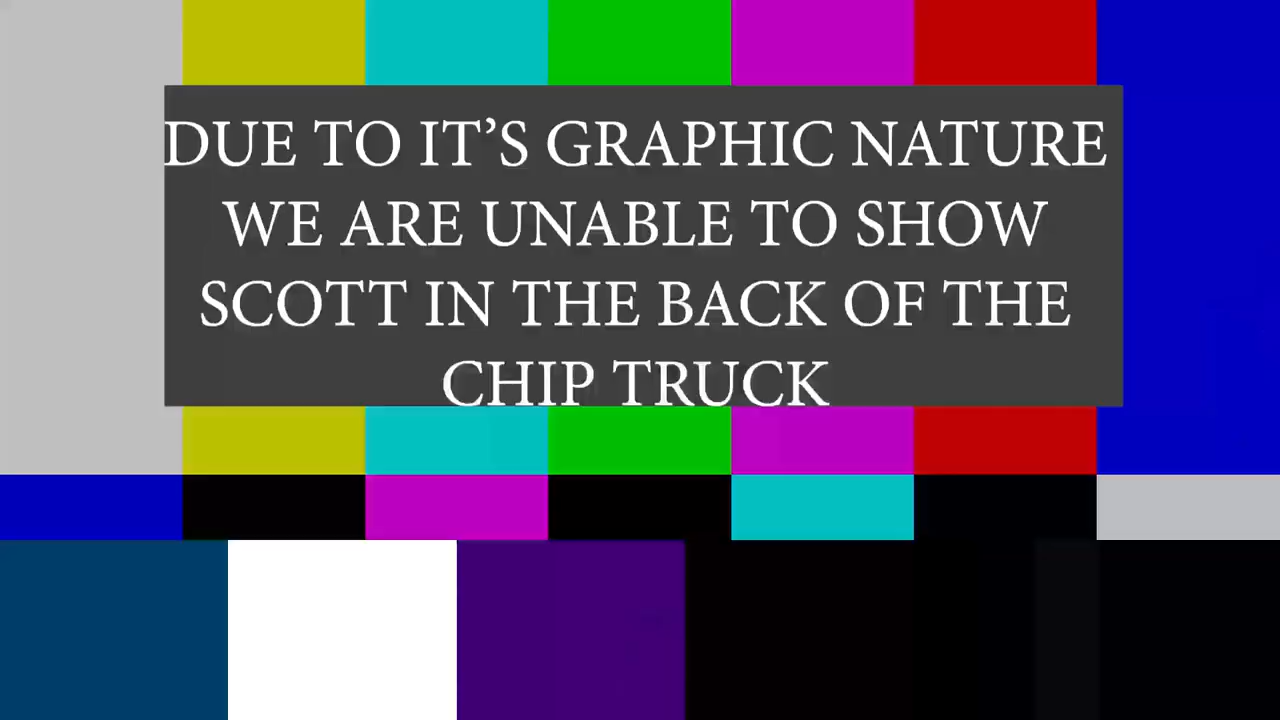 DUE TO IT’S GRAPHIC NATURE
WE ARE UNABLE TO SHOW
SCOTT IN THE BACK OF THE
CHIP TRUCK